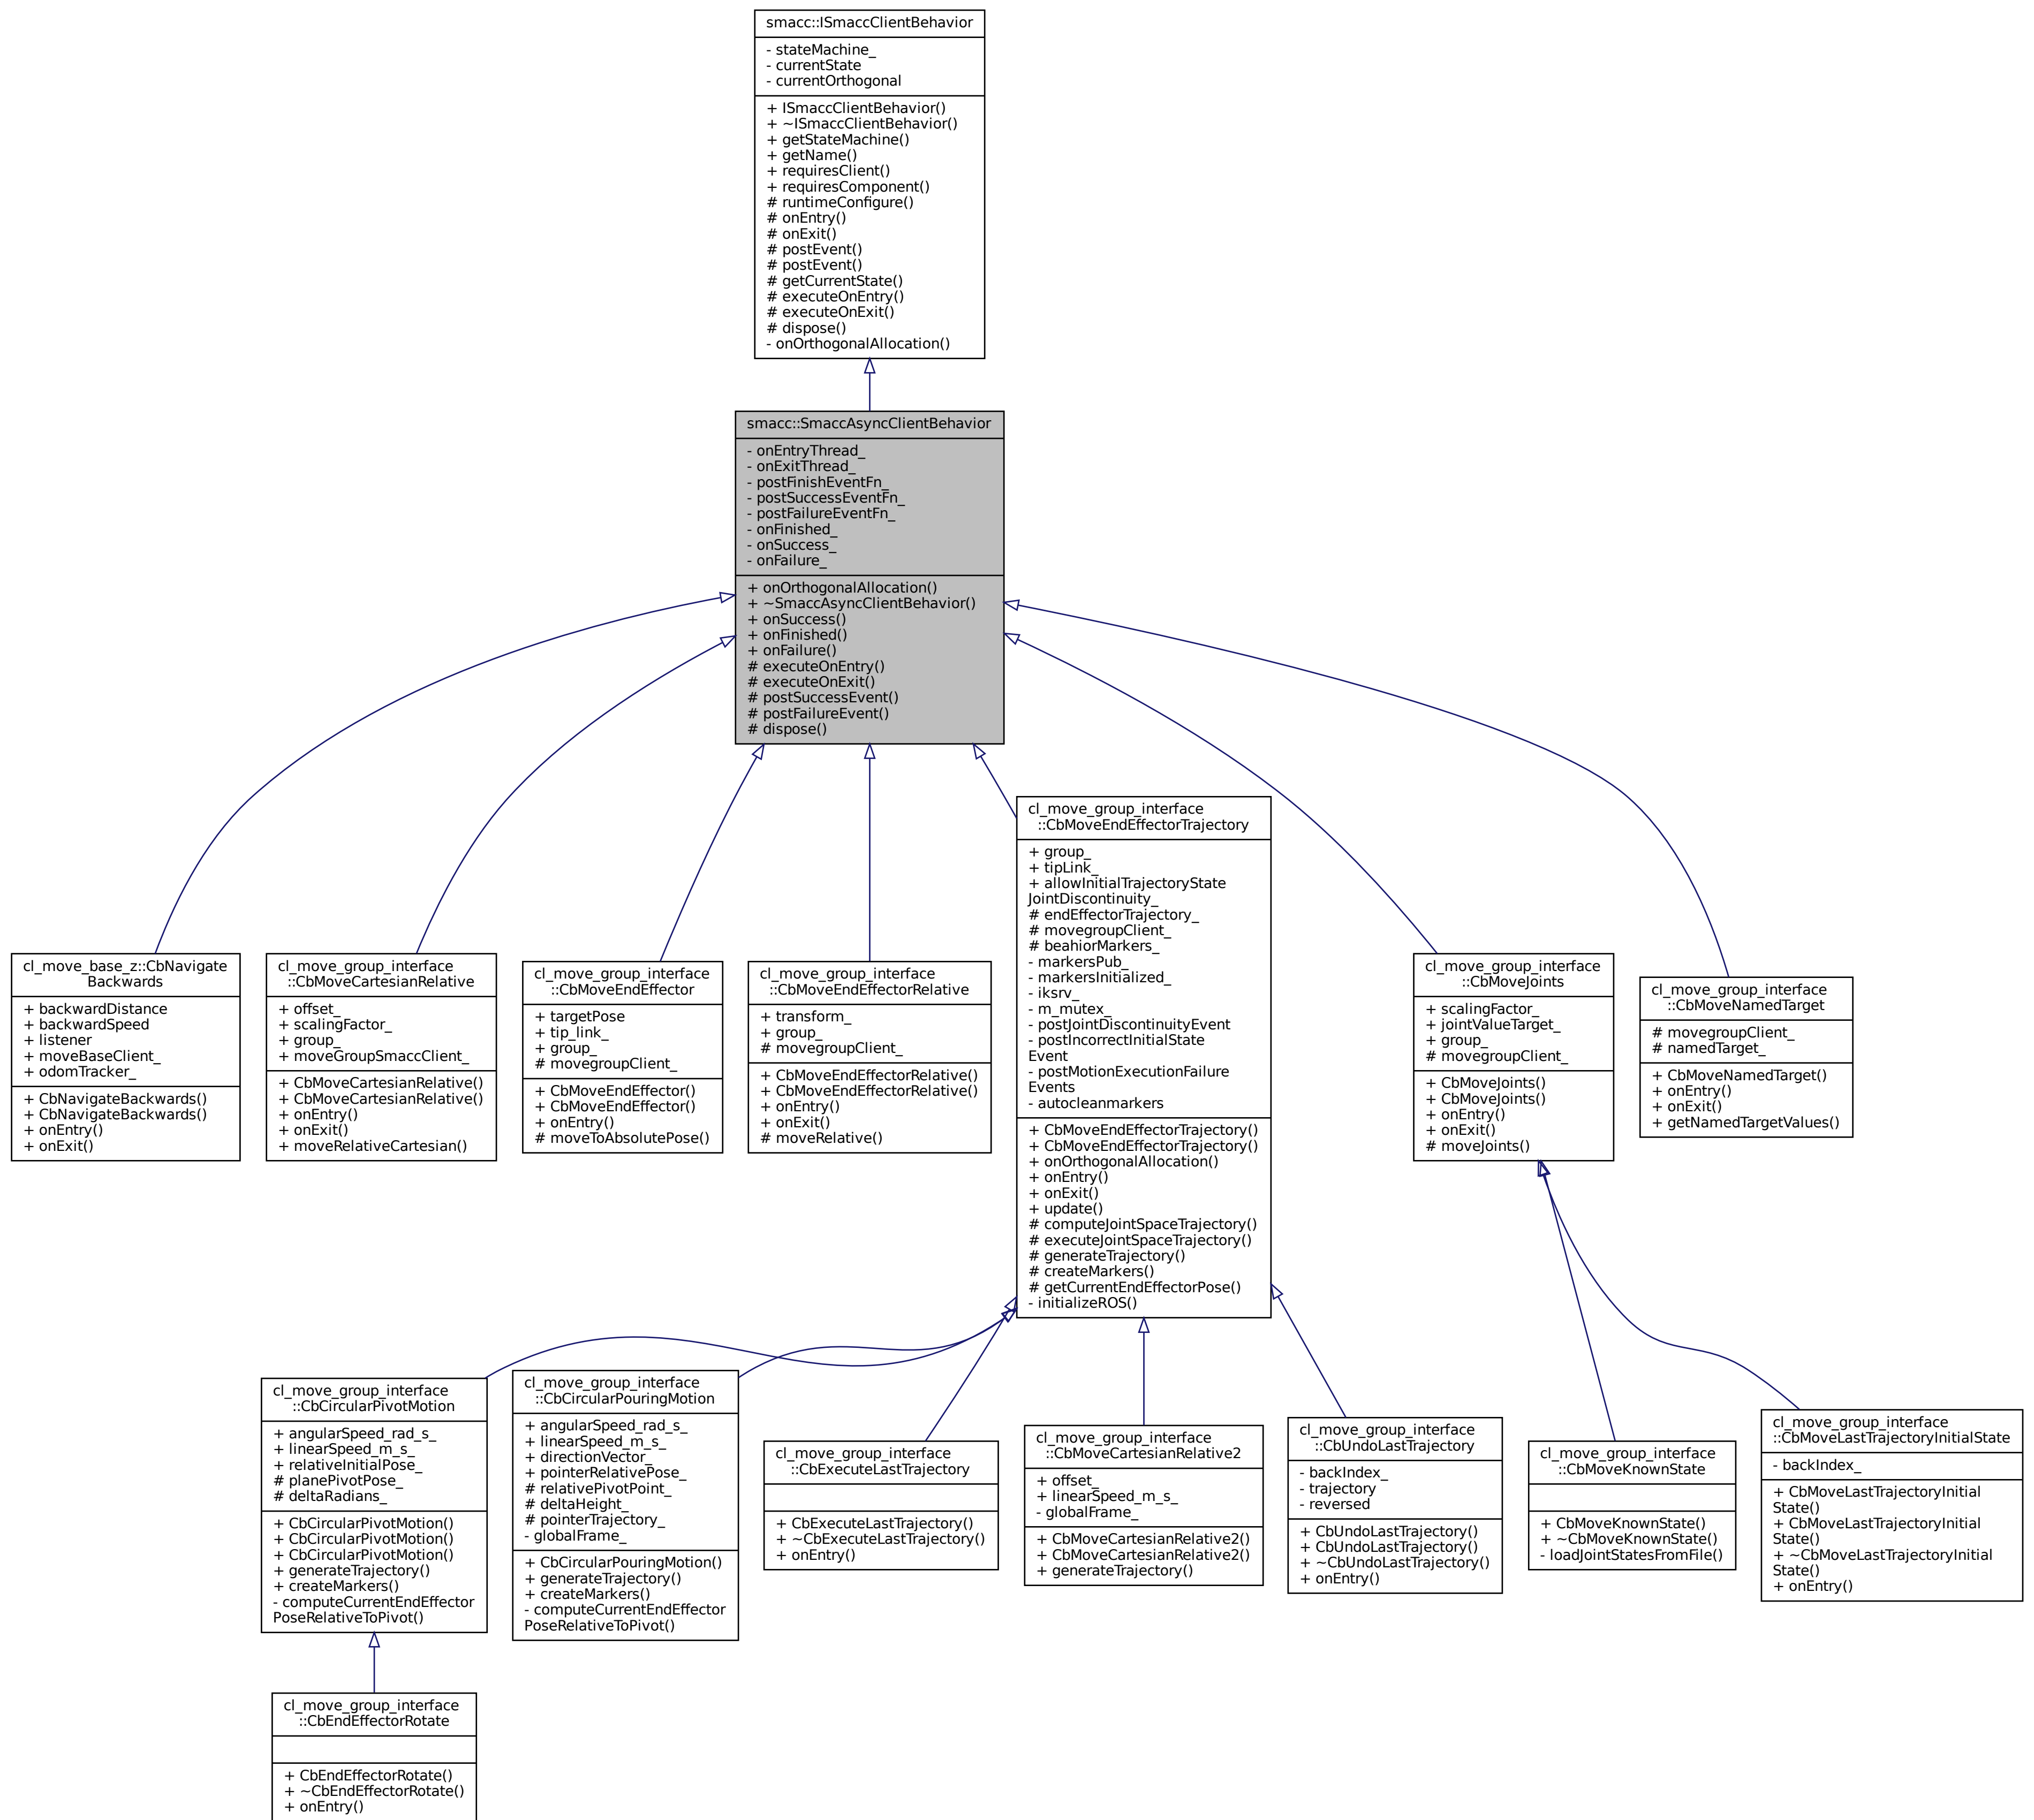 smacc::ISmaccClientBehavior
- stateMachine_
- currentState
- currentOrthogonal
+ ISmaccClientBehavior()
+ ~ISmaccClientBehavior()
+ getStateMachine()
+ getName()
+ requiresClient()
+ requiresComponent()
# runtimeConfigure()
# onEntry()
# onExit()
# postEvent()
# postEvent()
# getCurrentState()
# executeOnEntry()
# executeOnExit()
# dispose()
- onOrthogonalAllocation()
smacc::SmaccAsyncClientBehavior
- onEntryThread_
- onExitThread_
- postFinishEventFn_
- postSuccessEventFn_
- postFailureEventFn_
- onFinished_
- onSuccess_
- onFailure_
+ onOrthogonalAllocation()
+ ~SmaccAsyncClientBehavior()
+ onSuccess()
+ onFinished()
+ onFailure()
# executeOnEntry()
# executeOnExit()
# postSuccessEvent()
# postFailureEvent()
# dispose()
cl_move_base_z::CbNavigate
Backwards
+ backwardDistance
+ backwardSpeed
+ listener
+ moveBaseClient_
+ odomTracker_
+ CbNavigateBackwards()
+ CbNavigateBackwards()
+ onEntry()
+ onExit()
cl_move_group_interface
::CbMoveCartesianRelative
+ offset_
+ scalingFactor_
+ group_
+ moveGroupSmaccClient_
+ CbMoveCartesianRelative()
+ CbMoveCartesianRelative()
+ onEntry()
+ onExit()
+ moveRelativeCartesian()
cl_move_group_interface
::CbMoveEndEffector
+ targetPose
+ tip_link_
+ group_
# movegroupClient_
+ CbMoveEndEffector()
+ CbMoveEndEffector()
+ onEntry()
# moveToAbsolutePose()
cl_move_group_interface
::CbMoveEndEffectorRelative
+ transform_
+ group_
# movegroupClient_
+ CbMoveEndEffectorRelative()
+ CbMoveEndEffectorRelative()
+ onEntry()
+ onExit()
# moveRelative()
cl_move_group_interface
::CbMoveEndEffectorTrajectory
+ group_
+ tipLink_
+ allowInitialTrajectoryState
JointDiscontinuity_
# endEffectorTrajectory_
# movegroupClient_
# beahiorMarkers_
- markersPub_
- markersInitialized_
- iksrv_
- m_mutex_
- postJointDiscontinuityEvent
- postIncorrectInitialState
Event
- postMotionExecutionFailure
Events
- autocleanmarkers
+ CbMoveEndEffectorTrajectory()
+ CbMoveEndEffectorTrajectory()
+ onOrthogonalAllocation()
+ onEntry()
+ onExit()
+ update()
# computeJointSpaceTrajectory()
# executeJointSpaceTrajectory()
# generateTrajectory()
# createMarkers()
# getCurrentEndEffectorPose()
- initializeROS()
cl_move_group_interface
::CbMoveJoints
+ scalingFactor_
+ jointValueTarget_
+ group_
# movegroupClient_
+ CbMoveJoints()
+ CbMoveJoints()
+ onEntry()
+ onExit()
# moveJoints()
cl_move_group_interface
::CbMoveNamedTarget
# movegroupClient_
# namedTarget_
+ CbMoveNamedTarget()
+ onEntry()
+ onExit()
+ getNamedTargetValues()
cl_move_group_interface
::CbCircularPivotMotion
+ angularSpeed_rad_s_
+ linearSpeed_m_s_
+ relativeInitialPose_
# planePivotPose_
# deltaRadians_
+ CbCircularPivotMotion()
+ CbCircularPivotMotion()
+ CbCircularPivotMotion()
+ generateTrajectory()
+ createMarkers()
- computeCurrentEndEffector
PoseRelativeToPivot()
cl_move_group_interface
::CbCircularPouringMotion
+ angularSpeed_rad_s_
+ linearSpeed_m_s_
+ directionVector_
+ pointerRelativePose_
# relativePivotPoint_
# deltaHeight_
# pointerTrajectory_
- globalFrame_
+ CbCircularPouringMotion()
+ generateTrajectory()
+ createMarkers()
- computeCurrentEndEffector
PoseRelativeToPivot()
cl_move_group_interface
::CbExecuteLastTrajectory
+ CbExecuteLastTrajectory()
+ ~CbExecuteLastTrajectory()
+ onEntry()
cl_move_group_interface
::CbMoveCartesianRelative2
+ offset_
+ linearSpeed_m_s_
- globalFrame_
+ CbMoveCartesianRelative2()
+ CbMoveCartesianRelative2()
+ generateTrajectory()
cl_move_group_interface
::CbUndoLastTrajectory
- backIndex_
- trajectory
- reversed
+ CbUndoLastTrajectory()
+ CbUndoLastTrajectory()
+ ~CbUndoLastTrajectory()
+ onEntry()
cl_move_group_interface
::CbMoveKnownState
+ CbMoveKnownState()
+ ~CbMoveKnownState()
- loadJointStatesFromFile()
cl_move_group_interface
::CbMoveLastTrajectoryInitialState
- backIndex_
+ CbMoveLastTrajectoryInitial
State()
+ CbMoveLastTrajectoryInitial
State()
+ ~CbMoveLastTrajectoryInitial
State()
+ onEntry()
cl_move_group_interface
::CbEndEffectorRotate
+ CbEndEffectorRotate()
+ ~CbEndEffectorRotate()
+ onEntry()